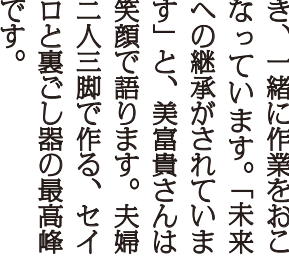 き、一緒に作業をおこ
なっています。「未来
への継承がされていま
す」と、美富貴さんは
笑顔で語ります。夫婦
二人三脚で作る、セイ
ロと裏ごし器の最高峰
です。